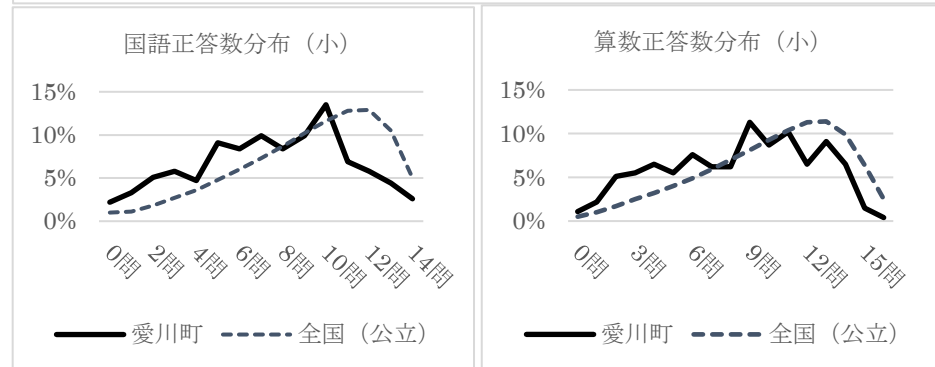 国語正答数分布（小）
15%
10%
5%
0%
0問
2問
4問
6問
8問
10問
12問
14問
愛川町
全国（公立）
算数正答数分布（小）
15%
10%
5%
0%
0問
3問
6問
9問
12問
15問
愛川町
全国（公立）